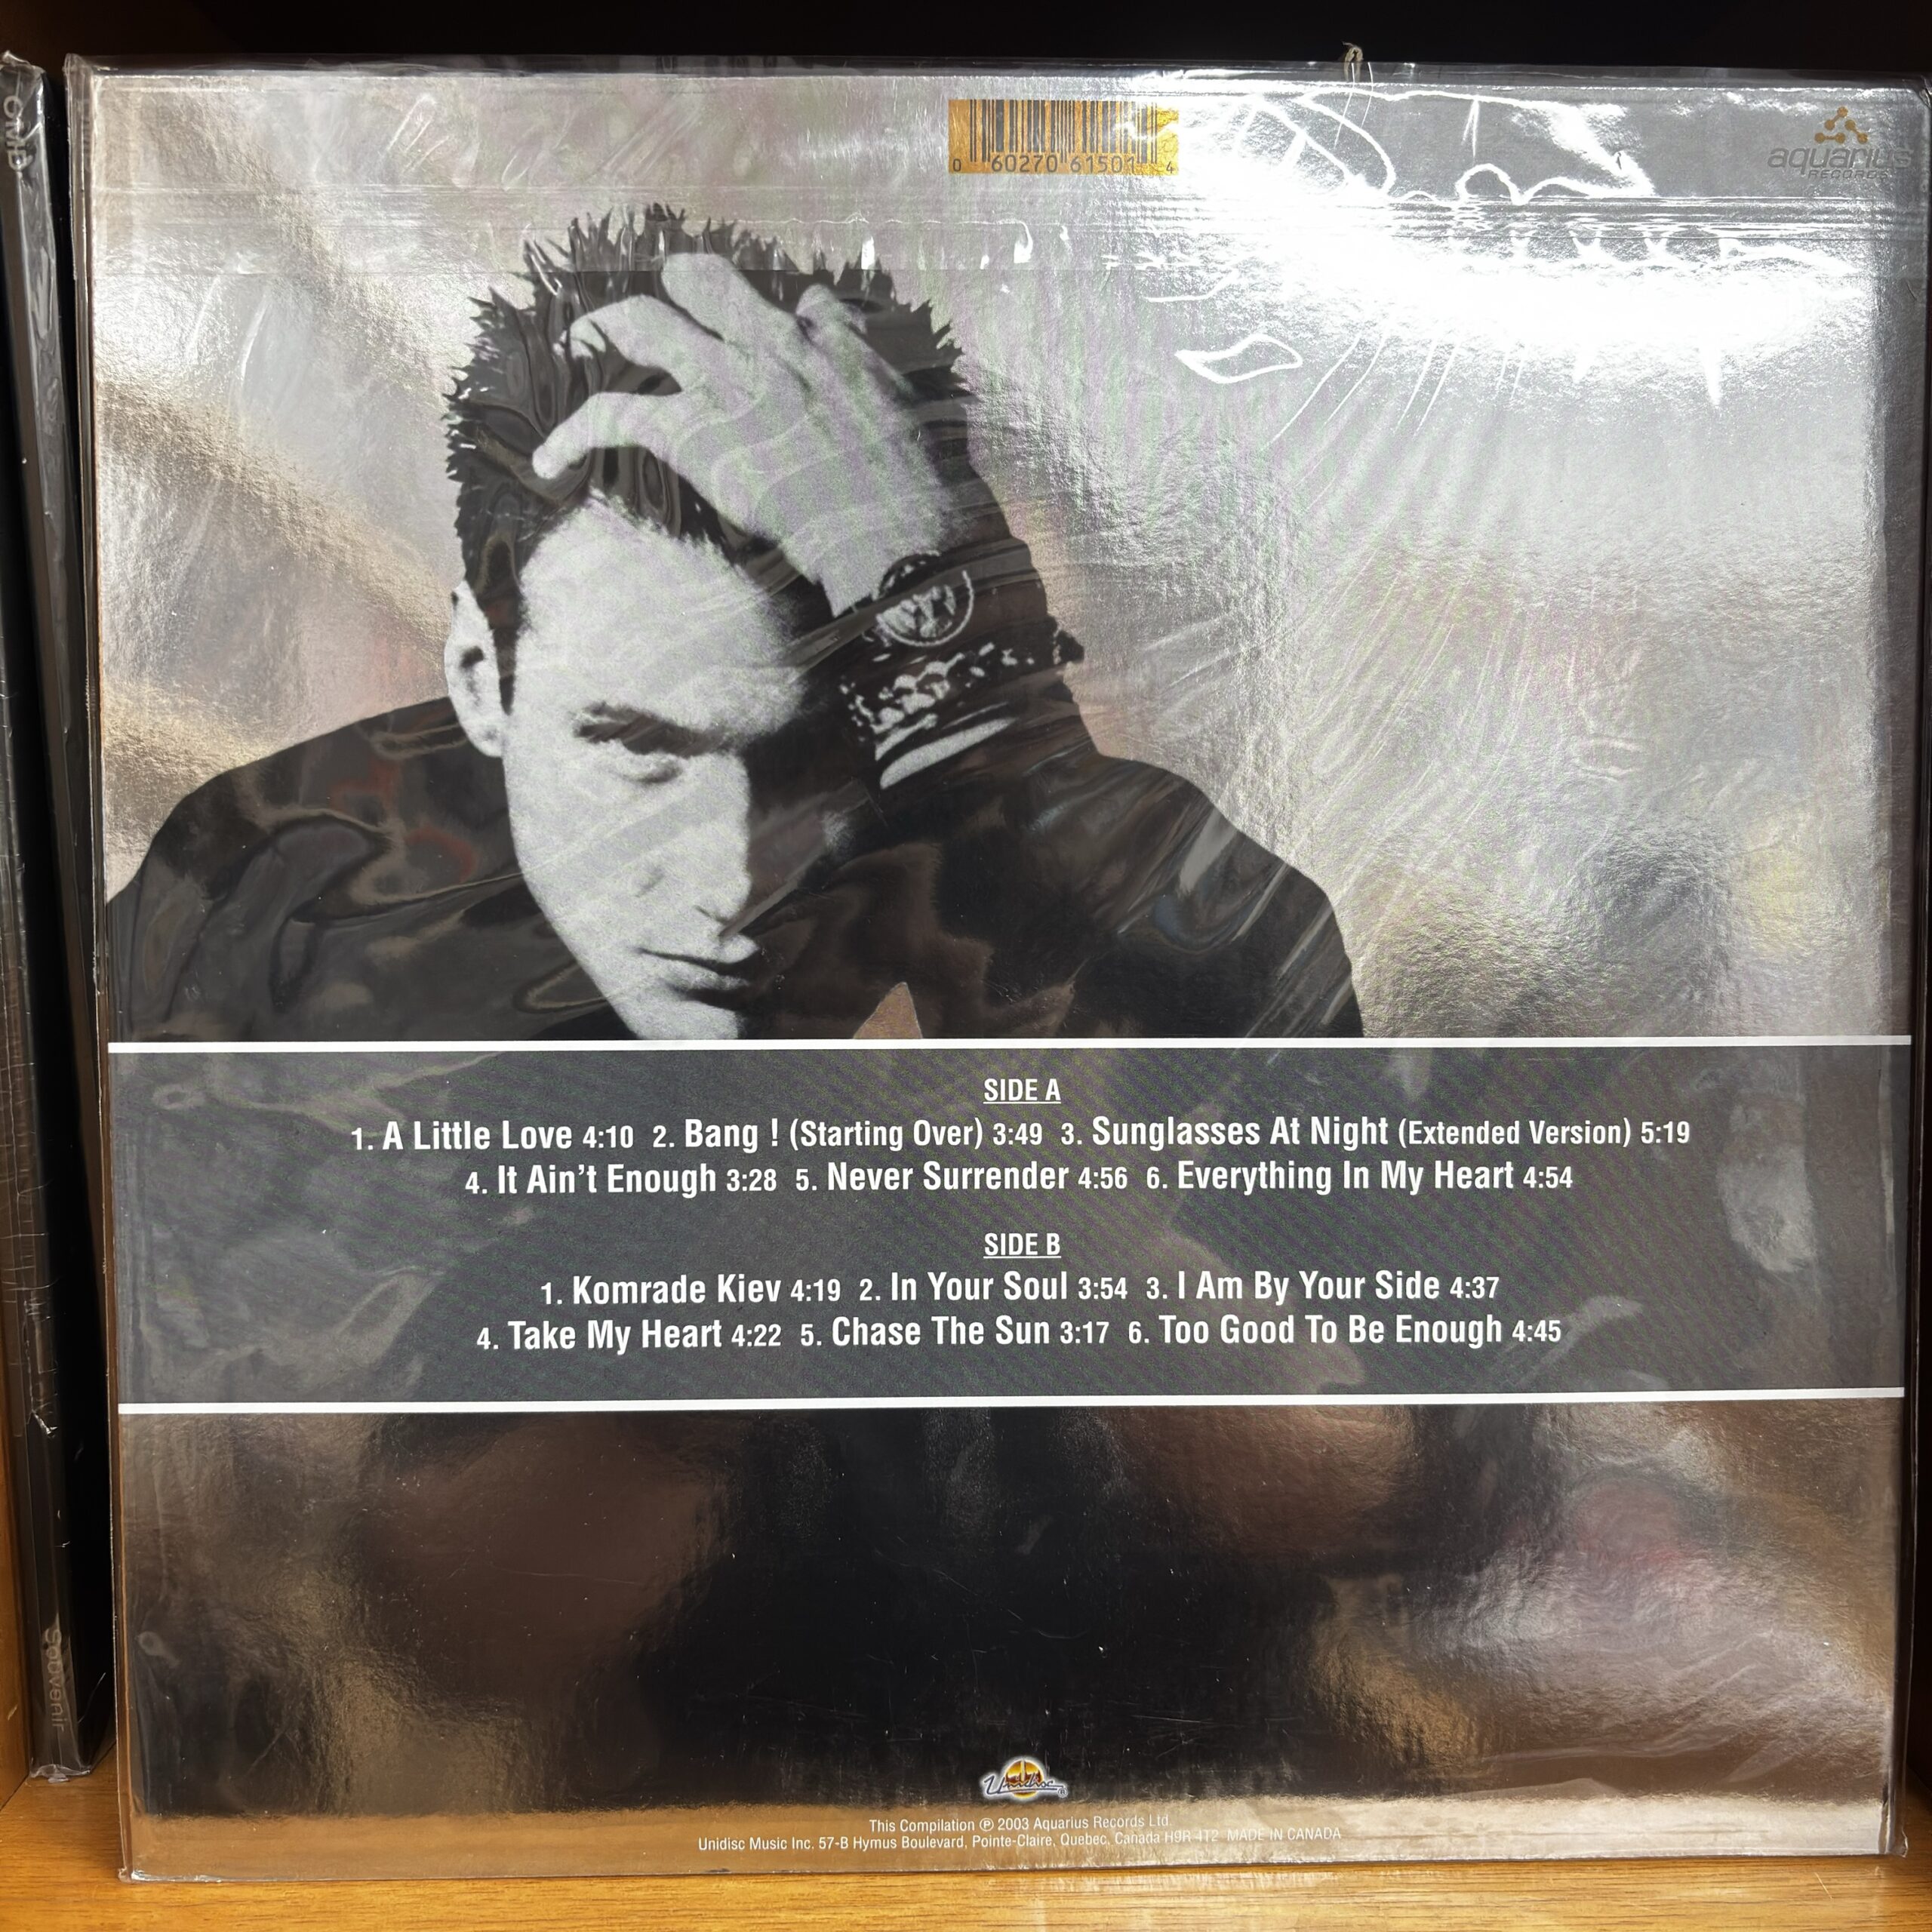 OMD
Souvenir
0 60270 61501 4
aquarius
RECORDS
SIDE A
1. A Little Love 4:10 2. Bang ! (Starting Over) 3:49 3. Sunglasses At Night (Extended Version) 5:19
4. It Ain't Enough 3:28 5. Never Surrender 4:56 6. Everything In My Heart 4:54
SIDE B
1. Komrade Kiev 4:19 2. In Your Soul 3:54 3. I Am By Your Side 4:37
4. Take My Heart 4:22 5. Chase The Sun 3:17 6. Too Good To Be Enough 4:45
Unidisc
This Compilation ℗ 2003 Aquarius Records Ltd.
Unidisc Music Inc. 57-B Hymus Boulevard, Pointe-Claire, Quebec, Canada H9R 4T2 MADE IN CANADA